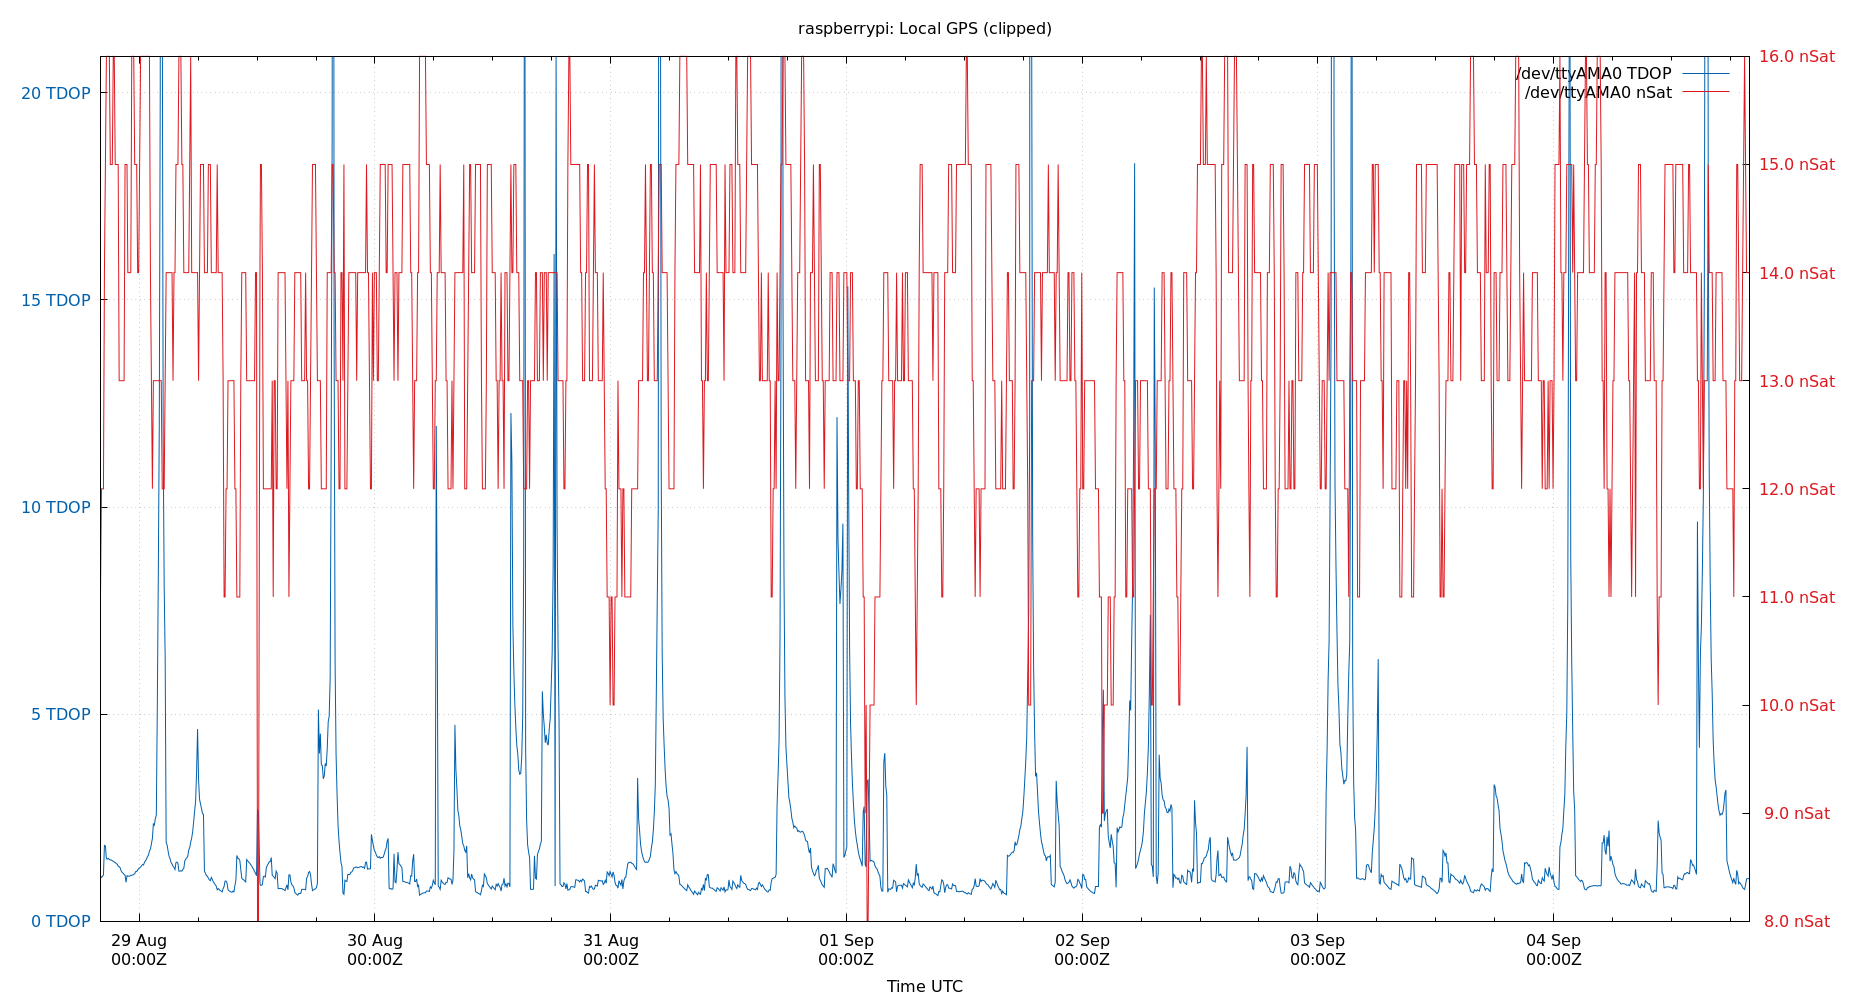 raspberrypi: Local GPS (clipped)
16.0 nSat
/dev/ttyAMA0 TDOP
/dev/ttyAMA0 nSat
20 TDOP
15.0 nSat
14.0 nSat
15 TDOP
13.0 nSat
12.0 nSat
10 TDOP
11.0 nSat
10.0 nSat
5 TDOP
9.0 nSat
0 TDOP
8.0 nSat
29 Aug
00:00Z
30 Aug
00:00Z
31 Aug
00:00Z
01 Sep
00:00Z
02 Sep
00:00Z
03 Sep
00:00Z
04 Sep
00:00Z
Time UTC